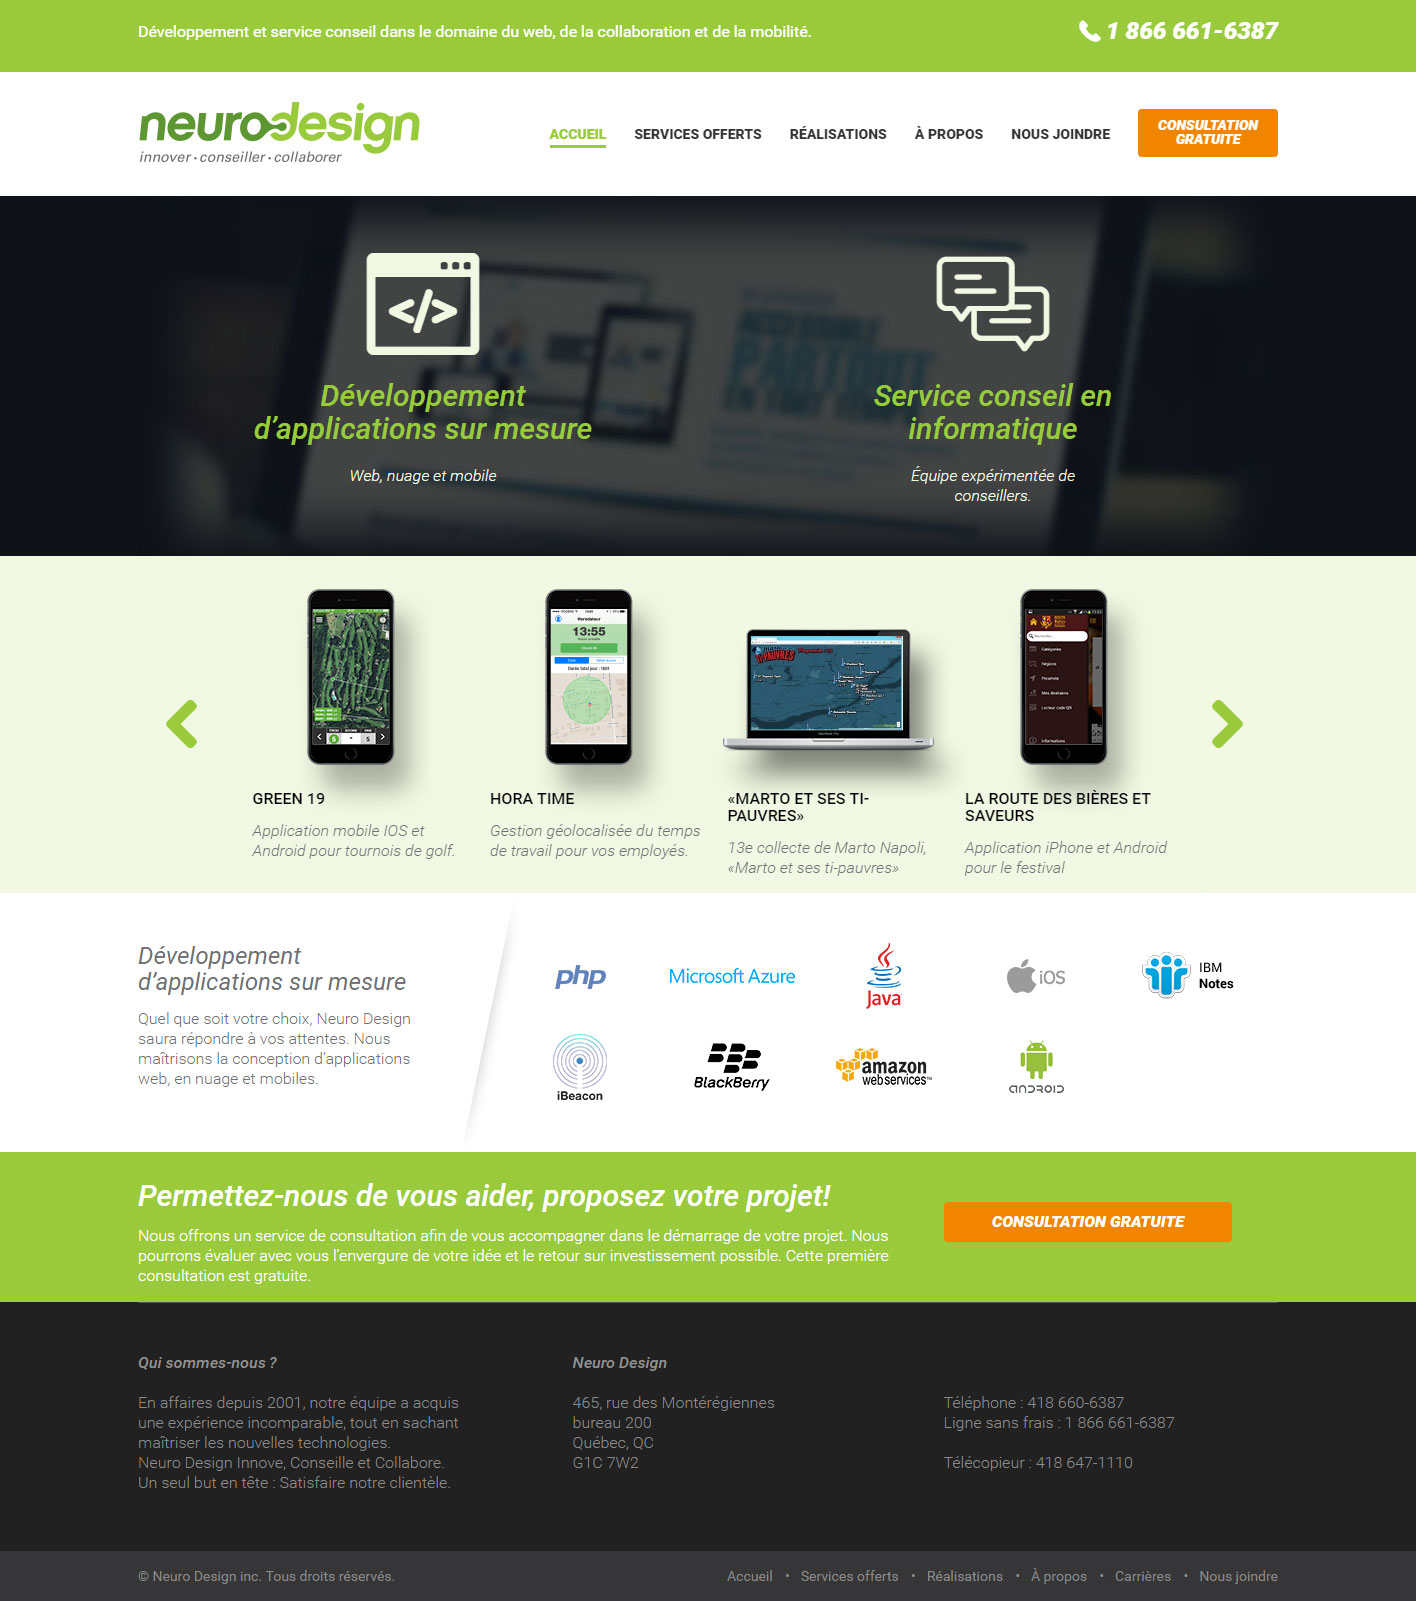 Développement et service conseil dans le domaine du web, de la collaboration et de la mobilité.
1 866 661-6387
neurodesign
innover · conseiller · collaborer
ACCUEIL
SERVICES OFFERTS
RÉALISATIONS
À PROPOS
NOUS JOINDRE
CONSULTATION
GRATUITE
ACCESSIBLE
PARTOUT
EN TOUT TEMPS
</>
Développement
d’applications sur mesure
Web, nuage et mobile
Service conseil en
informatique
Équipe expérimentée de
conseillers.
Horodateur
13:55
GREEN 19
Application mobile IOS et
Android pour tournois de golf.
HORA TIME
Gestion géolocalisée du temps
de travail pour vos employés.
«MARTO ET SES TI-
PAUVRES»
13e collecte de Marto Napoli,
«Marto et ses ti-pauvres»
LA ROUTE DES BIÈRES ET
SAVEURS
Application iPhone et Android
pour le festival
Développement
d’applications sur mesure
Quel que soit votre choix, Neuro Design
saura répondre à vos attentes. Nous
maîtrisons la conception d’applications
web, en nuage et mobiles.
php
Microsoft Azure
Java
iOS
IBM
Notes
iBeacon
BlackBerry
amazon
web services™
ANDROID
Permettez-nous de vous aider, proposez votre projet!
Nous offrons un service de consultation afin de vous accompagner dans le démarrage de votre projet. Nous
pourrons évaluer avec vous l’envergure de votre idée et le retour sur investissement possible. Cette première
consultation est gratuite.
CONSULTATION GRATUITE
Qui sommes-nous ?
En affaires depuis 2001, notre équipe a acquis
une expérience incomparable, tout en sachant
maîtriser les nouvelles technologies.
Neuro Design Innove, Conseille et Collabore.
Un seul but en tête : Satisfaire notre clientèle.
Neuro Design
465, rue des Montérégiennes
bureau 200
Québec, QC
G1C 7W2
Téléphone : 418 660-6387
Ligne sans frais : 1 866 661-6387
Télécopieur : 418 647-1110
© Neuro Design inc. Tous droits réservés.
Accueil • Services offerts • Réalisations • À propos • Carrières • Nous joindre